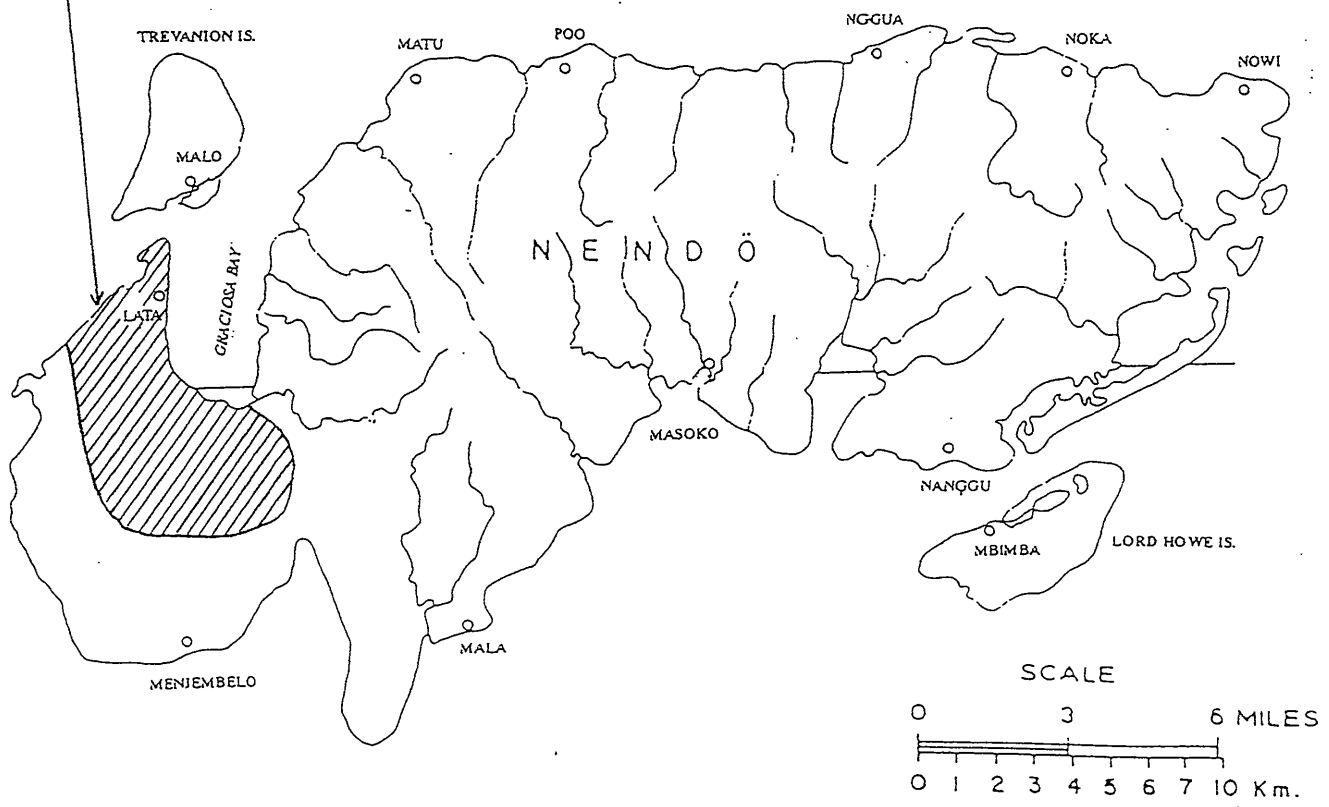 TREVANION IS.
MATU
POO
NGGUA
NOKA
NOWI
MALO
NENDÖ
GRACIOSA BAY
LATA
MASOKO
NANGGU
MBIMBA
LORD HOWE IS.
MALA
MENJEMBELO
SCALE
0 3 6 MILES
0 1 2 3 4 5 6 7 10 Km.